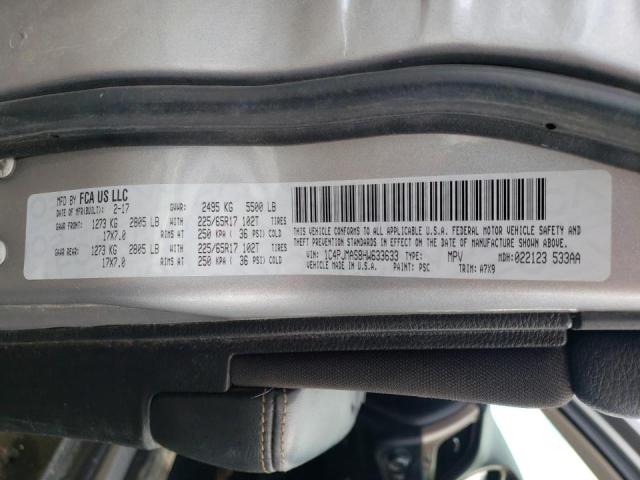 MFD BY FCA US LLC
DATE OF MFR(BUILT): 2-17 GVWR: 2495 KG 5500 LB
GAWR FRONT: 1273 KG 2805 LB WITH 225/65R17 102T TIRES
17X7.0 RIMS AT 250 KPA ( 36 PSI) COLD
GAWR REAR: 1273 KG 2805 LB WITH 225/65R17 102T TIRES
17X7.0 RIMS AT 250 KPA ( 36 PSI) COLD
THIS VEHICLE CONFORMS TO ALL APPLICABLE U.S.A. FEDERAL MOTOR VEHICLE SAFETY
AND THEFT PREVENTION STANDARDS IN EFFECT ON THE DATE OF MANUFACTURE SHOWN ABOVE.
VIN: 1C4PJMAS8HW633633 TYPE: MPV MDH: 022123 533AA
VEHICLE MADE IN U.S.A. PAINT: PSC TRIM: A7X9